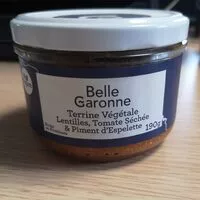 Belle
Garonne
Terrine Végétale
Lentilles, Tomate Séchée
& Piment d'Espelette
190g